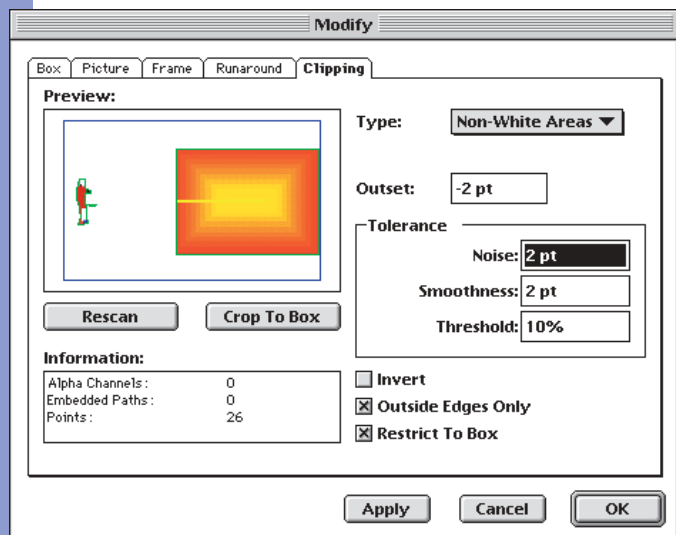 Modify
Box Picture Frame Runaround Clipping
Preview:
Type: Non-White Areas
Outset: -2 pt
Tolerance
Noise: 2 pt
Smoothness: 2 pt
Threshold: 10%
Rescan Crop To Box
Information:
Alpha Channels: 0
Embedded Paths: 0
Points: 26
Invert
Outside Edges Only
Restrict To Box
Apply Cancel OK